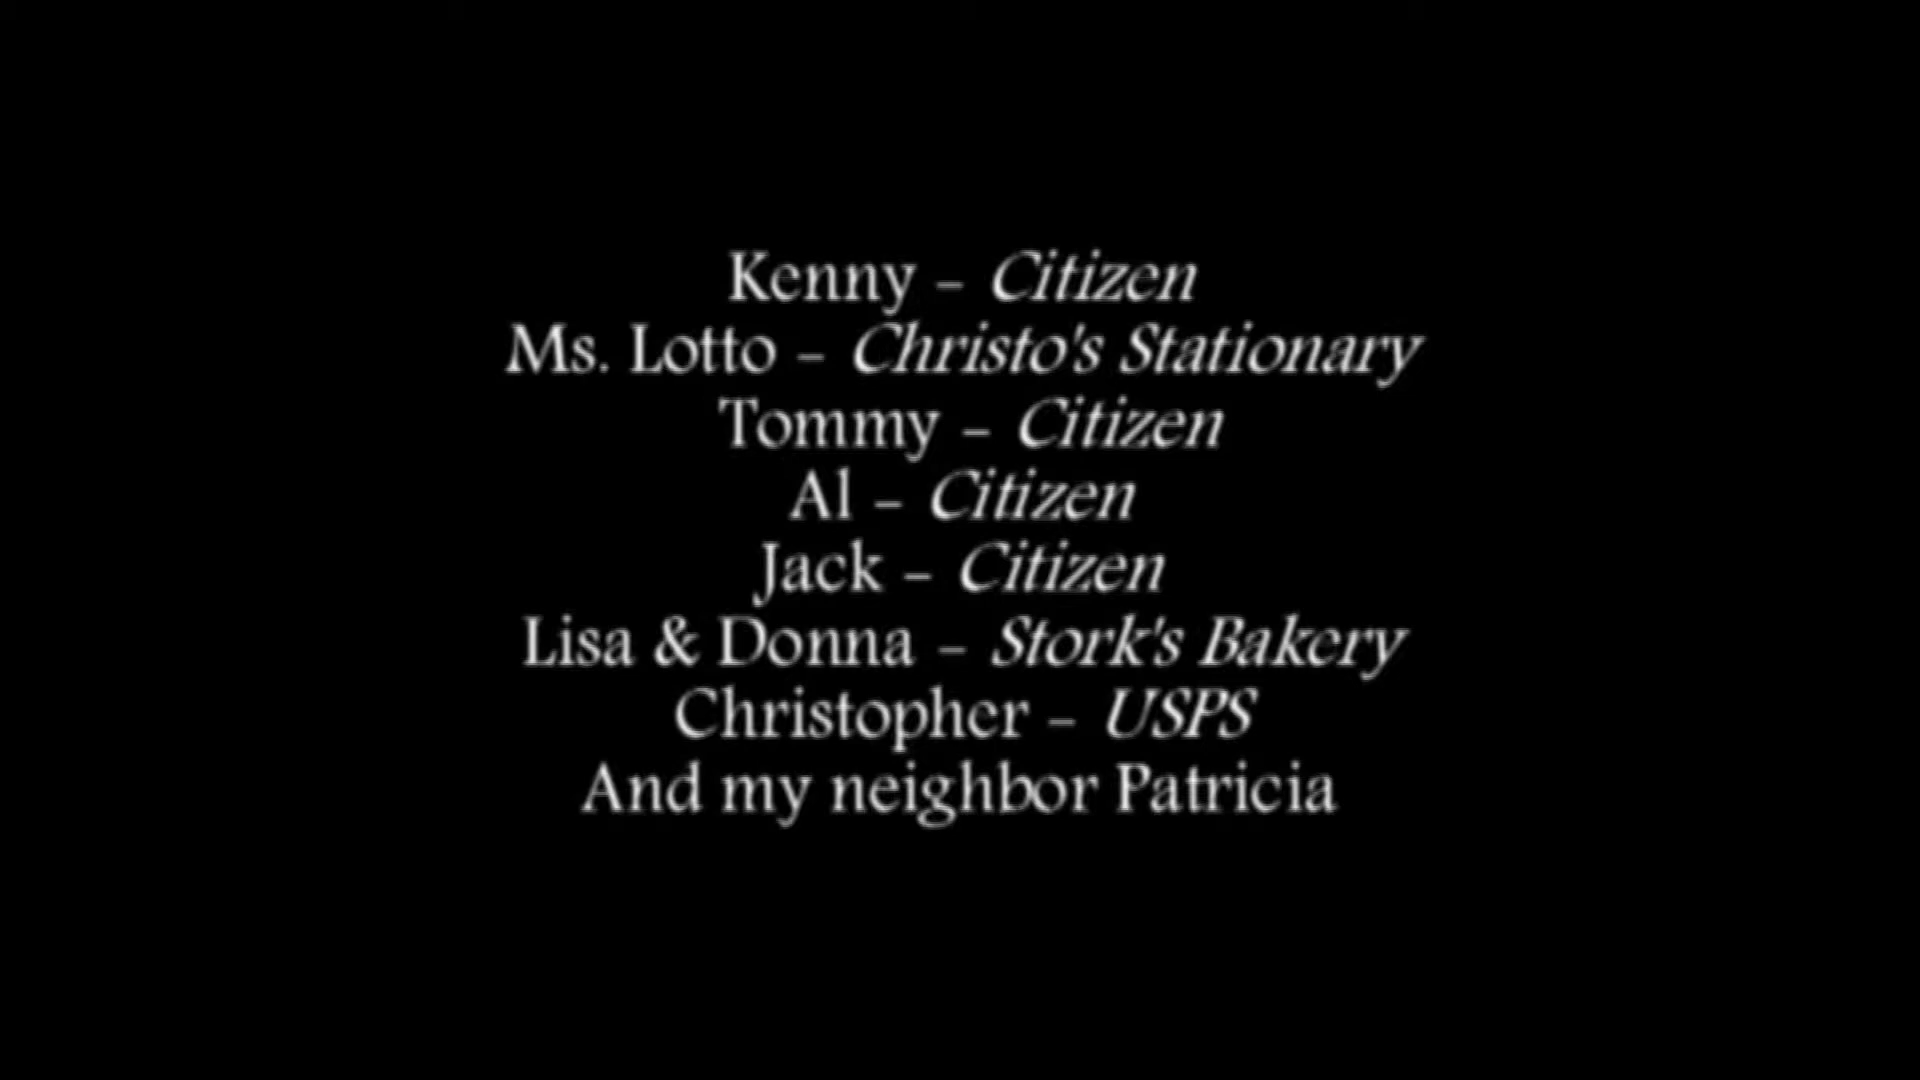 Kenny - Citizen
Ms. Lotto - Christo's Stationary
Tommy - Citizen
Al - Citizen
Jack - Citizen
Lisa & Donna - Stork's Bakery
Christopher - USPS
And my neighbor Patricia